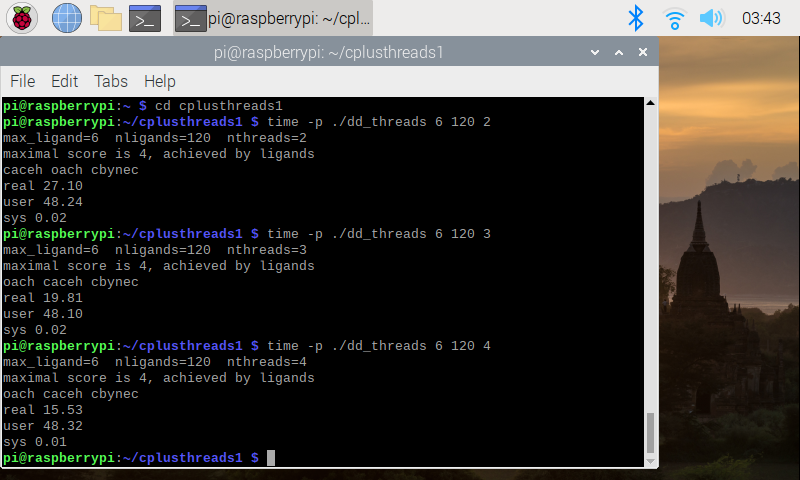 pi@raspberrypi: ~/cpl...
03:43
pi@raspberrypi: ~/cplusthreads1
File Edit Tabs Help
pi@raspberrypi:~ $ cd cplusthreads1
pi@raspberrypi:~/cplusthreads1 $ time -p ./dd_threads 6 120 2
max_ligand=6  nligands=120  nthreads=2
maximal score is 4, achieved by ligands
caceh oach cbynec
real 27.10
user 48.24
sys 0.02
pi@raspberrypi:~/cplusthreads1 $ time -p ./dd_threads 6 120 3
max_ligand=6  nligands=120  nthreads=3
maximal score is 4, achieved by ligands
oach caceh cbynec
real 19.81
user 48.10
sys 0.02
pi@raspberrypi:~/cplusthreads1 $ time -p ./dd_threads 6 120 4
max_ligand=6  nligands=120  nthreads=4
maximal score is 4, achieved by ligands
oach caceh cbynec
real 15.53
user 48.32
sys 0.01
pi@raspberrypi:~/cplusthreads1 $